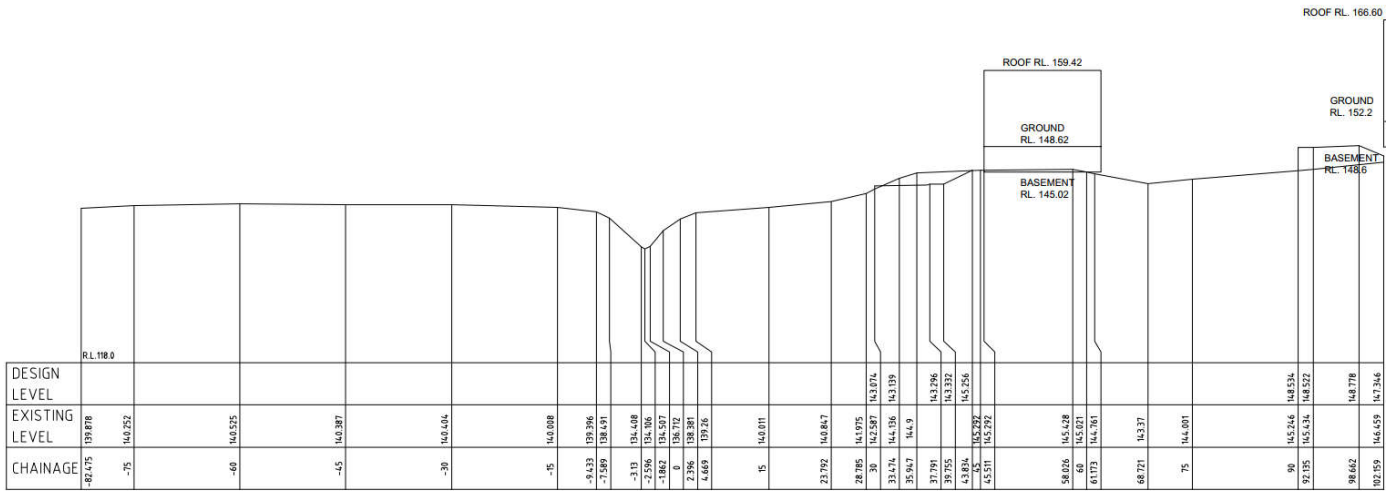 ROOF RL. 166.60
ROOF RL. 159.42
GROUND
RL. 152.2
GROUND
RL. 148.62
BASEMENT
RL. 148.6
BASEMENT
RL. 145.02
R.L.118.0
DESIGN
LEVEL
143.074 143.139 143.296 143.332 145.256 148.534 148.522 148.778 147.346
EXISTING
LEVEL
139.878 140.252 140.525 140.387 140.404 140.008 139.396 138.491 134.408 134.106 134.507 136.712 138.381 139.26 140.011 140.847 141.975 142.587 144.136 144.9 145.292 145.292 145.428 145.021 144.761 143.37 144.001 145.246 145.434 146.459
CHAINAGE
-82.475 -75 -60 -45 -30 -15 -9.433 -7.589 -3.13 -2.596 -1.862 0 2.396 4.669 15 23.792 28.785 30 33.474 35.947 37.791 39.755 43.834 45 45.511 58.026 60 61.173 68.721 75 90 92.135 98.662 102.159